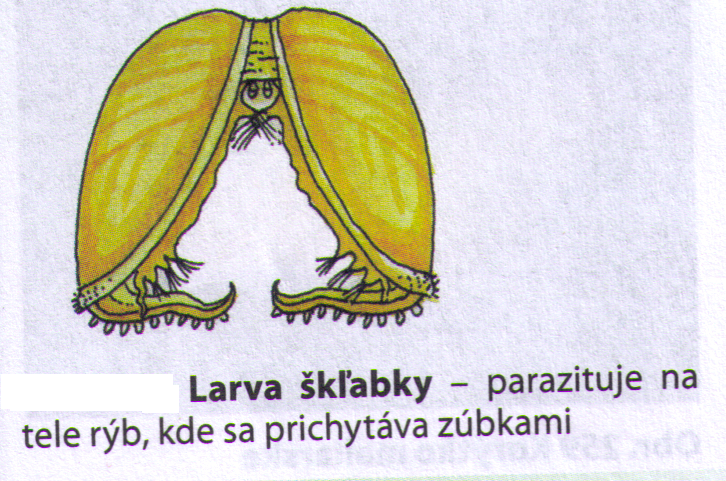 Larva škľabky – parazituje na
tele rýb, kde sa prichytáva zúbkami